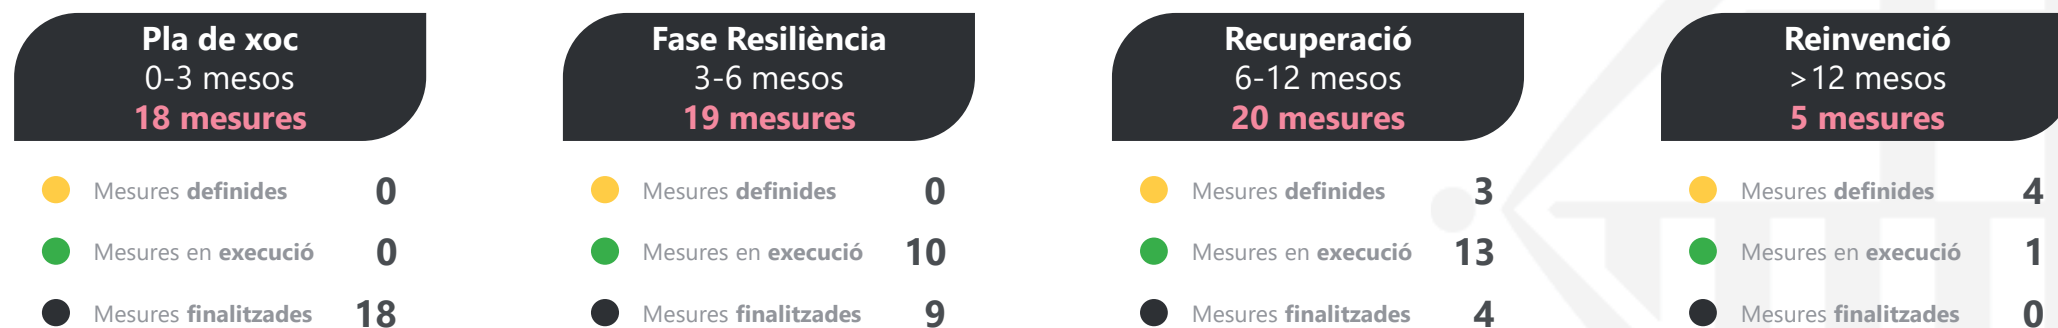 Pla de xoc
0-3 mesos
18 mesures
Mesures definides 0
Mesures en execució 0
Mesures finalitzades 18
Fase Resiliència
3-6 mesos
19 mesures
Mesures definides 0
Mesures en execució 10
Mesures finalitzades 9
Recuperació
6-12 mesos
20 mesures
Mesures definides 3
Mesures en execució 13
Mesures finalitzades 4
Reinvenció
>12 mesos
5 mesures
Mesures definides 4
Mesures en execució 1
Mesures finalitzades 0